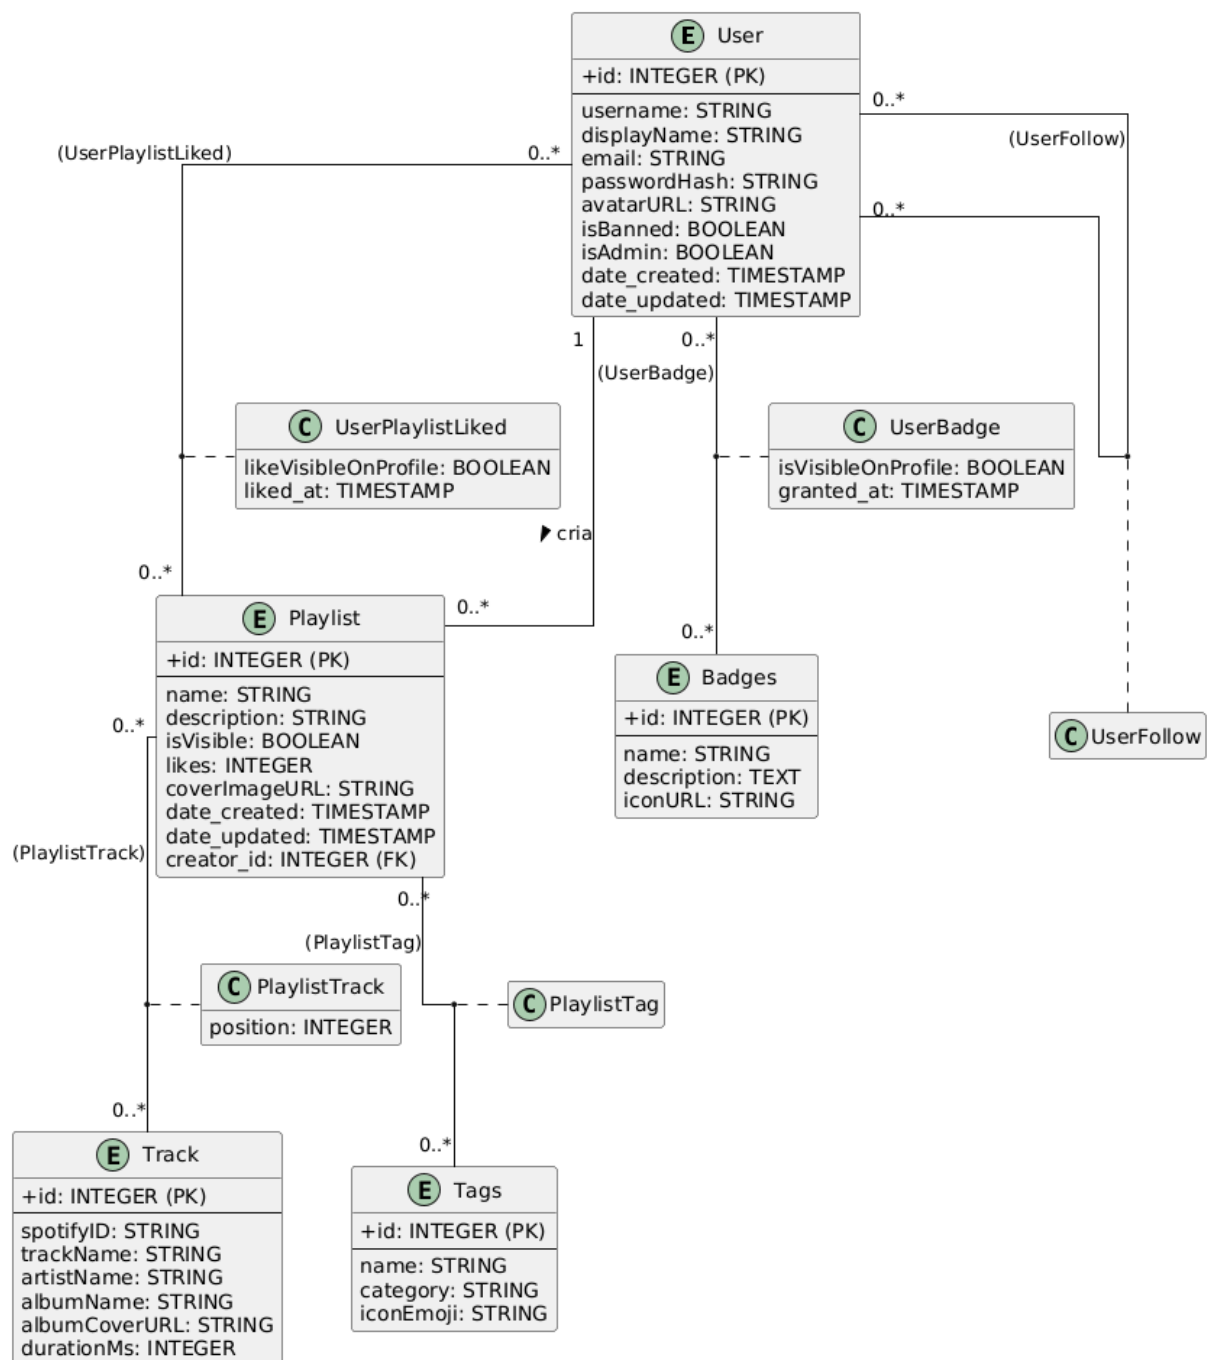 E User
+id: INTEGER (PK)
username: STRING
displayName: STRING
email: STRING
passwordHash: STRING
avatarURL: STRING
isBanned: BOOLEAN
isAdmin: BOOLEAN
date_created: TIMESTAMP
date_updated: TIMESTAMP
0..*
(UserFollow)
0..*
(UserPlaylistLiked)
0..*
1
0..*
(UserBadge)
C UserPlaylistLiked
likeVisibleOnProfile: BOOLEAN
liked_at: TIMESTAMP
C UserBadge
isVisibleOnProfile: BOOLEAN
granted_at: TIMESTAMP
cria
0..*
0..*
0..*
E Playlist
+id: INTEGER (PK)
name: STRING
description: STRING
isVisible: BOOLEAN
likes: INTEGER
coverImageURL: STRING
date_created: TIMESTAMP
date_updated: TIMESTAMP
creator_id: INTEGER (FK)
E Badges
+id: INTEGER (PK)
name: STRING
description: TEXT
iconURL: STRING
C UserFollow
0..*
(PlaylistTrack)
0..*
(PlaylistTag)
C PlaylistTrack
position: INTEGER
C PlaylistTag
0..*
0..*
E Track
+id: INTEGER (PK)
spotifyID: STRING
trackName: STRING
artistName: STRING
albumName: STRING
albumCoverURL: STRING
durationMs: INTEGER
E Tags
+id: INTEGER (PK)
name: STRING
category: STRING
iconEmoji: STRING